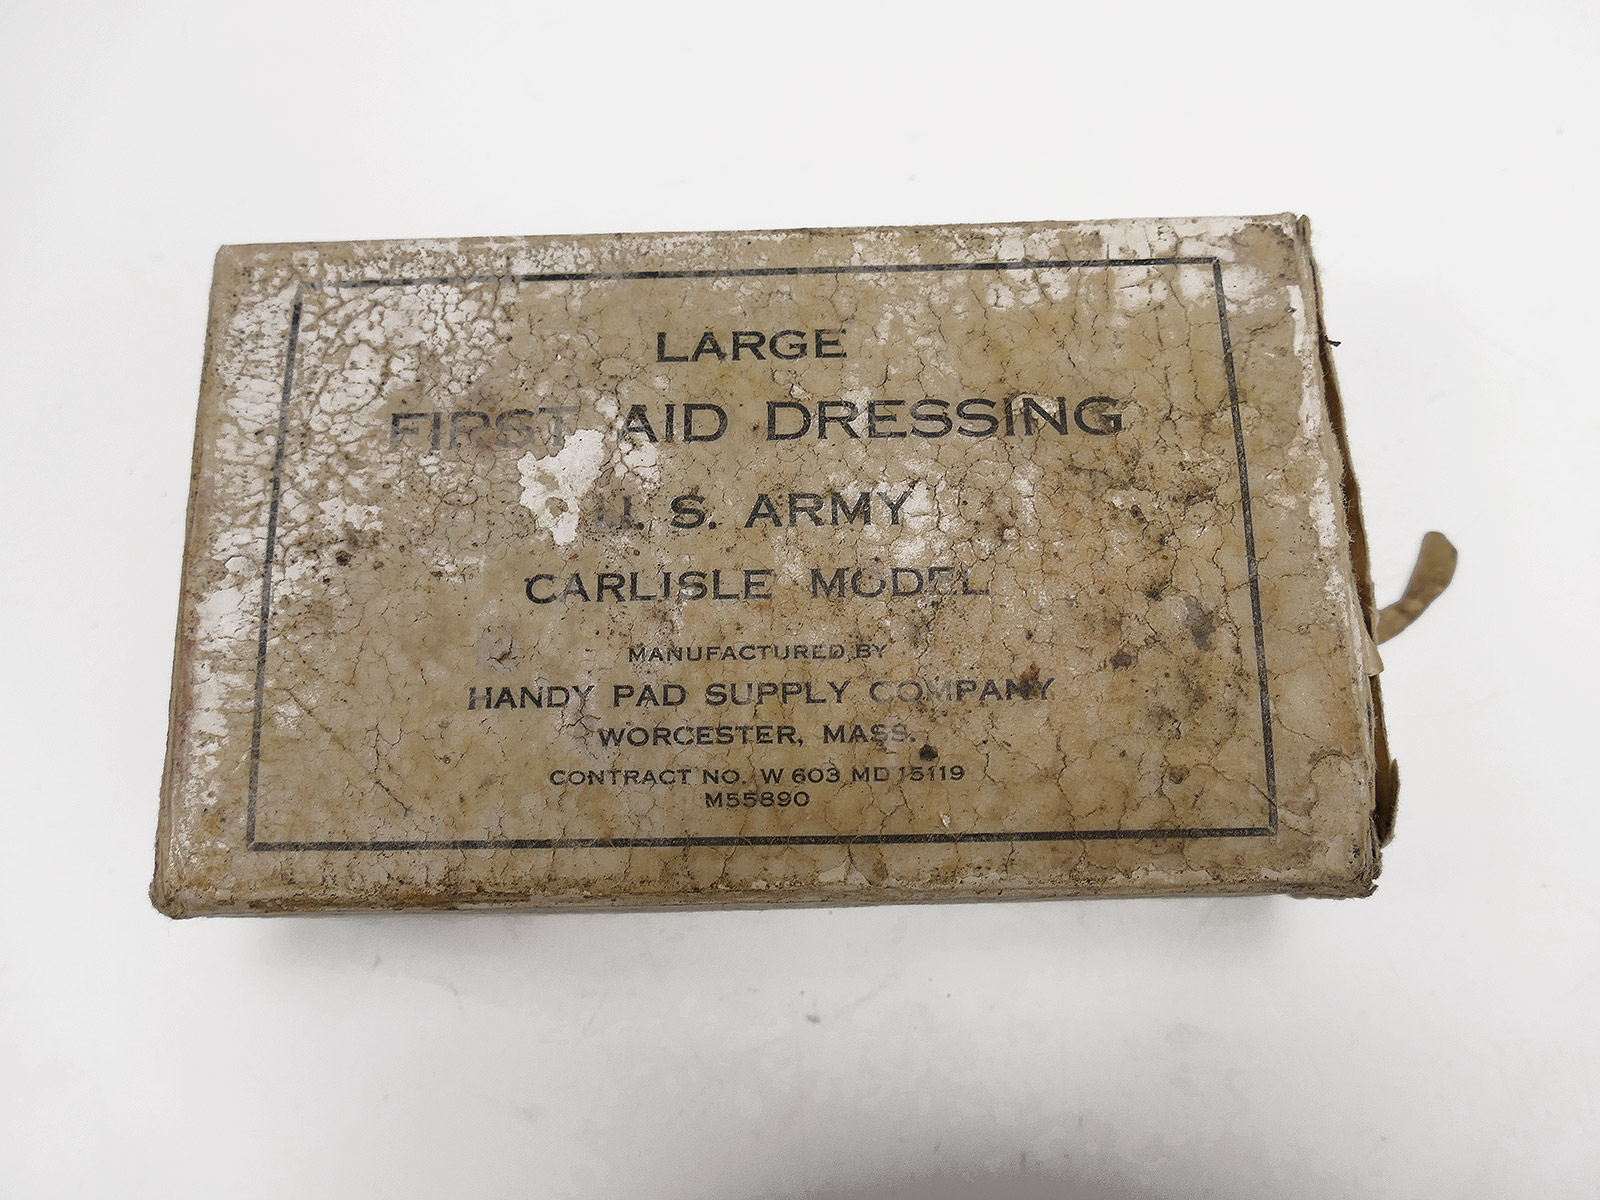 LARGE
FIRST AID DRESSING
U. S. ARMY
CARLISLE MODEL
MANUFACTURED BY
HANDY PAD SUPPLY COMPANY
WORCESTER, MASS.
CONTRACT NO. W 603 MD 15119
M55890